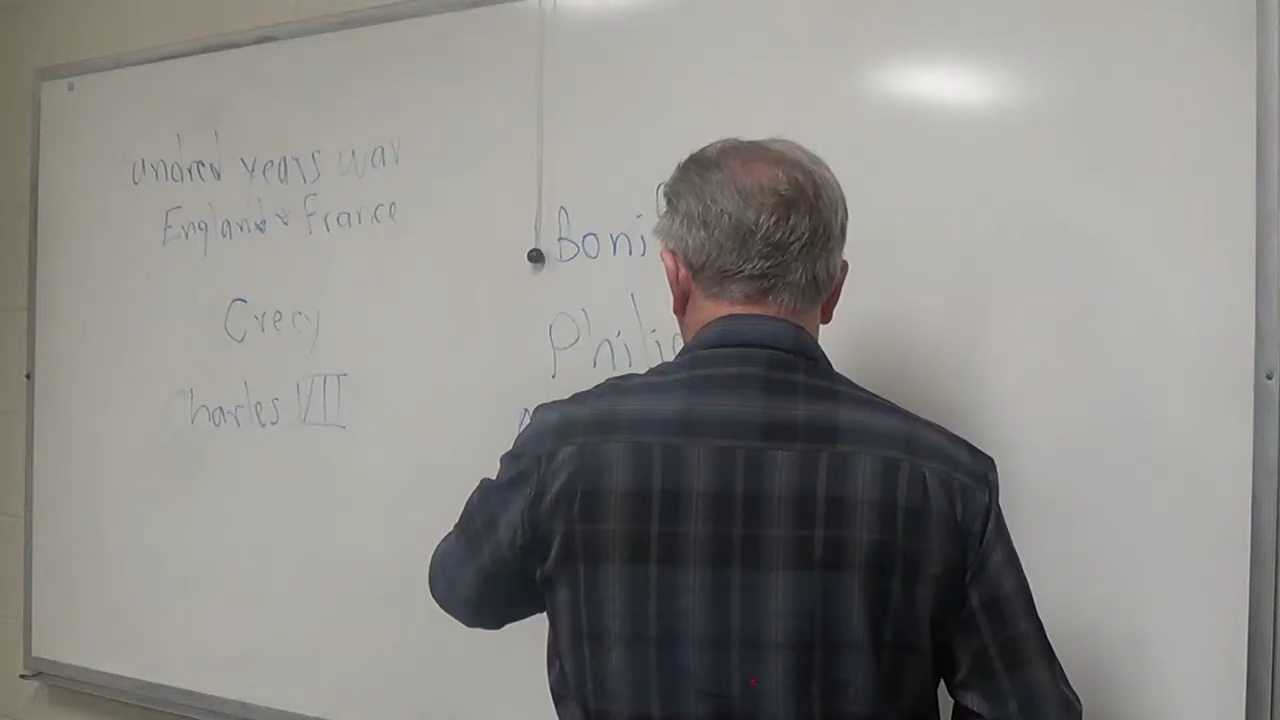 undred years war
England & France
Crecy
harles VII
Boni
Phili